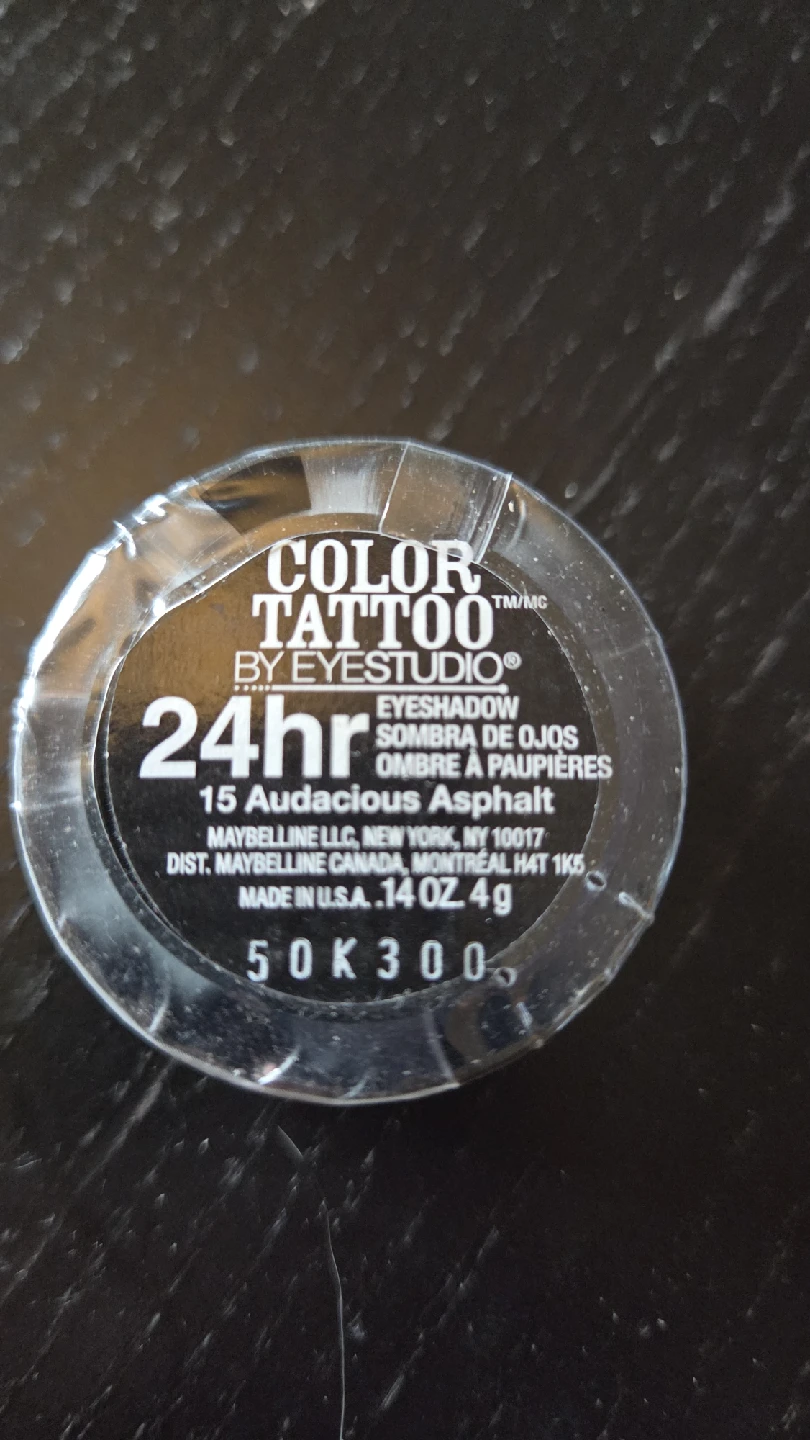 COLOR
TATTOO™/MC
BY EYESTUDIO®
24hr EYESHADOW
SOMBRA DE OJOS
OMBRE À PAUPIÈRES
15 Audacious Asphalt
MAYBELLINE LLC, NEW YORK, NY 10017
DIST. MAYBELLINE CANADA, MONTRÉAL H4T 1K5
MADE IN U.S.A. .14 OZ. 4 g
50K300